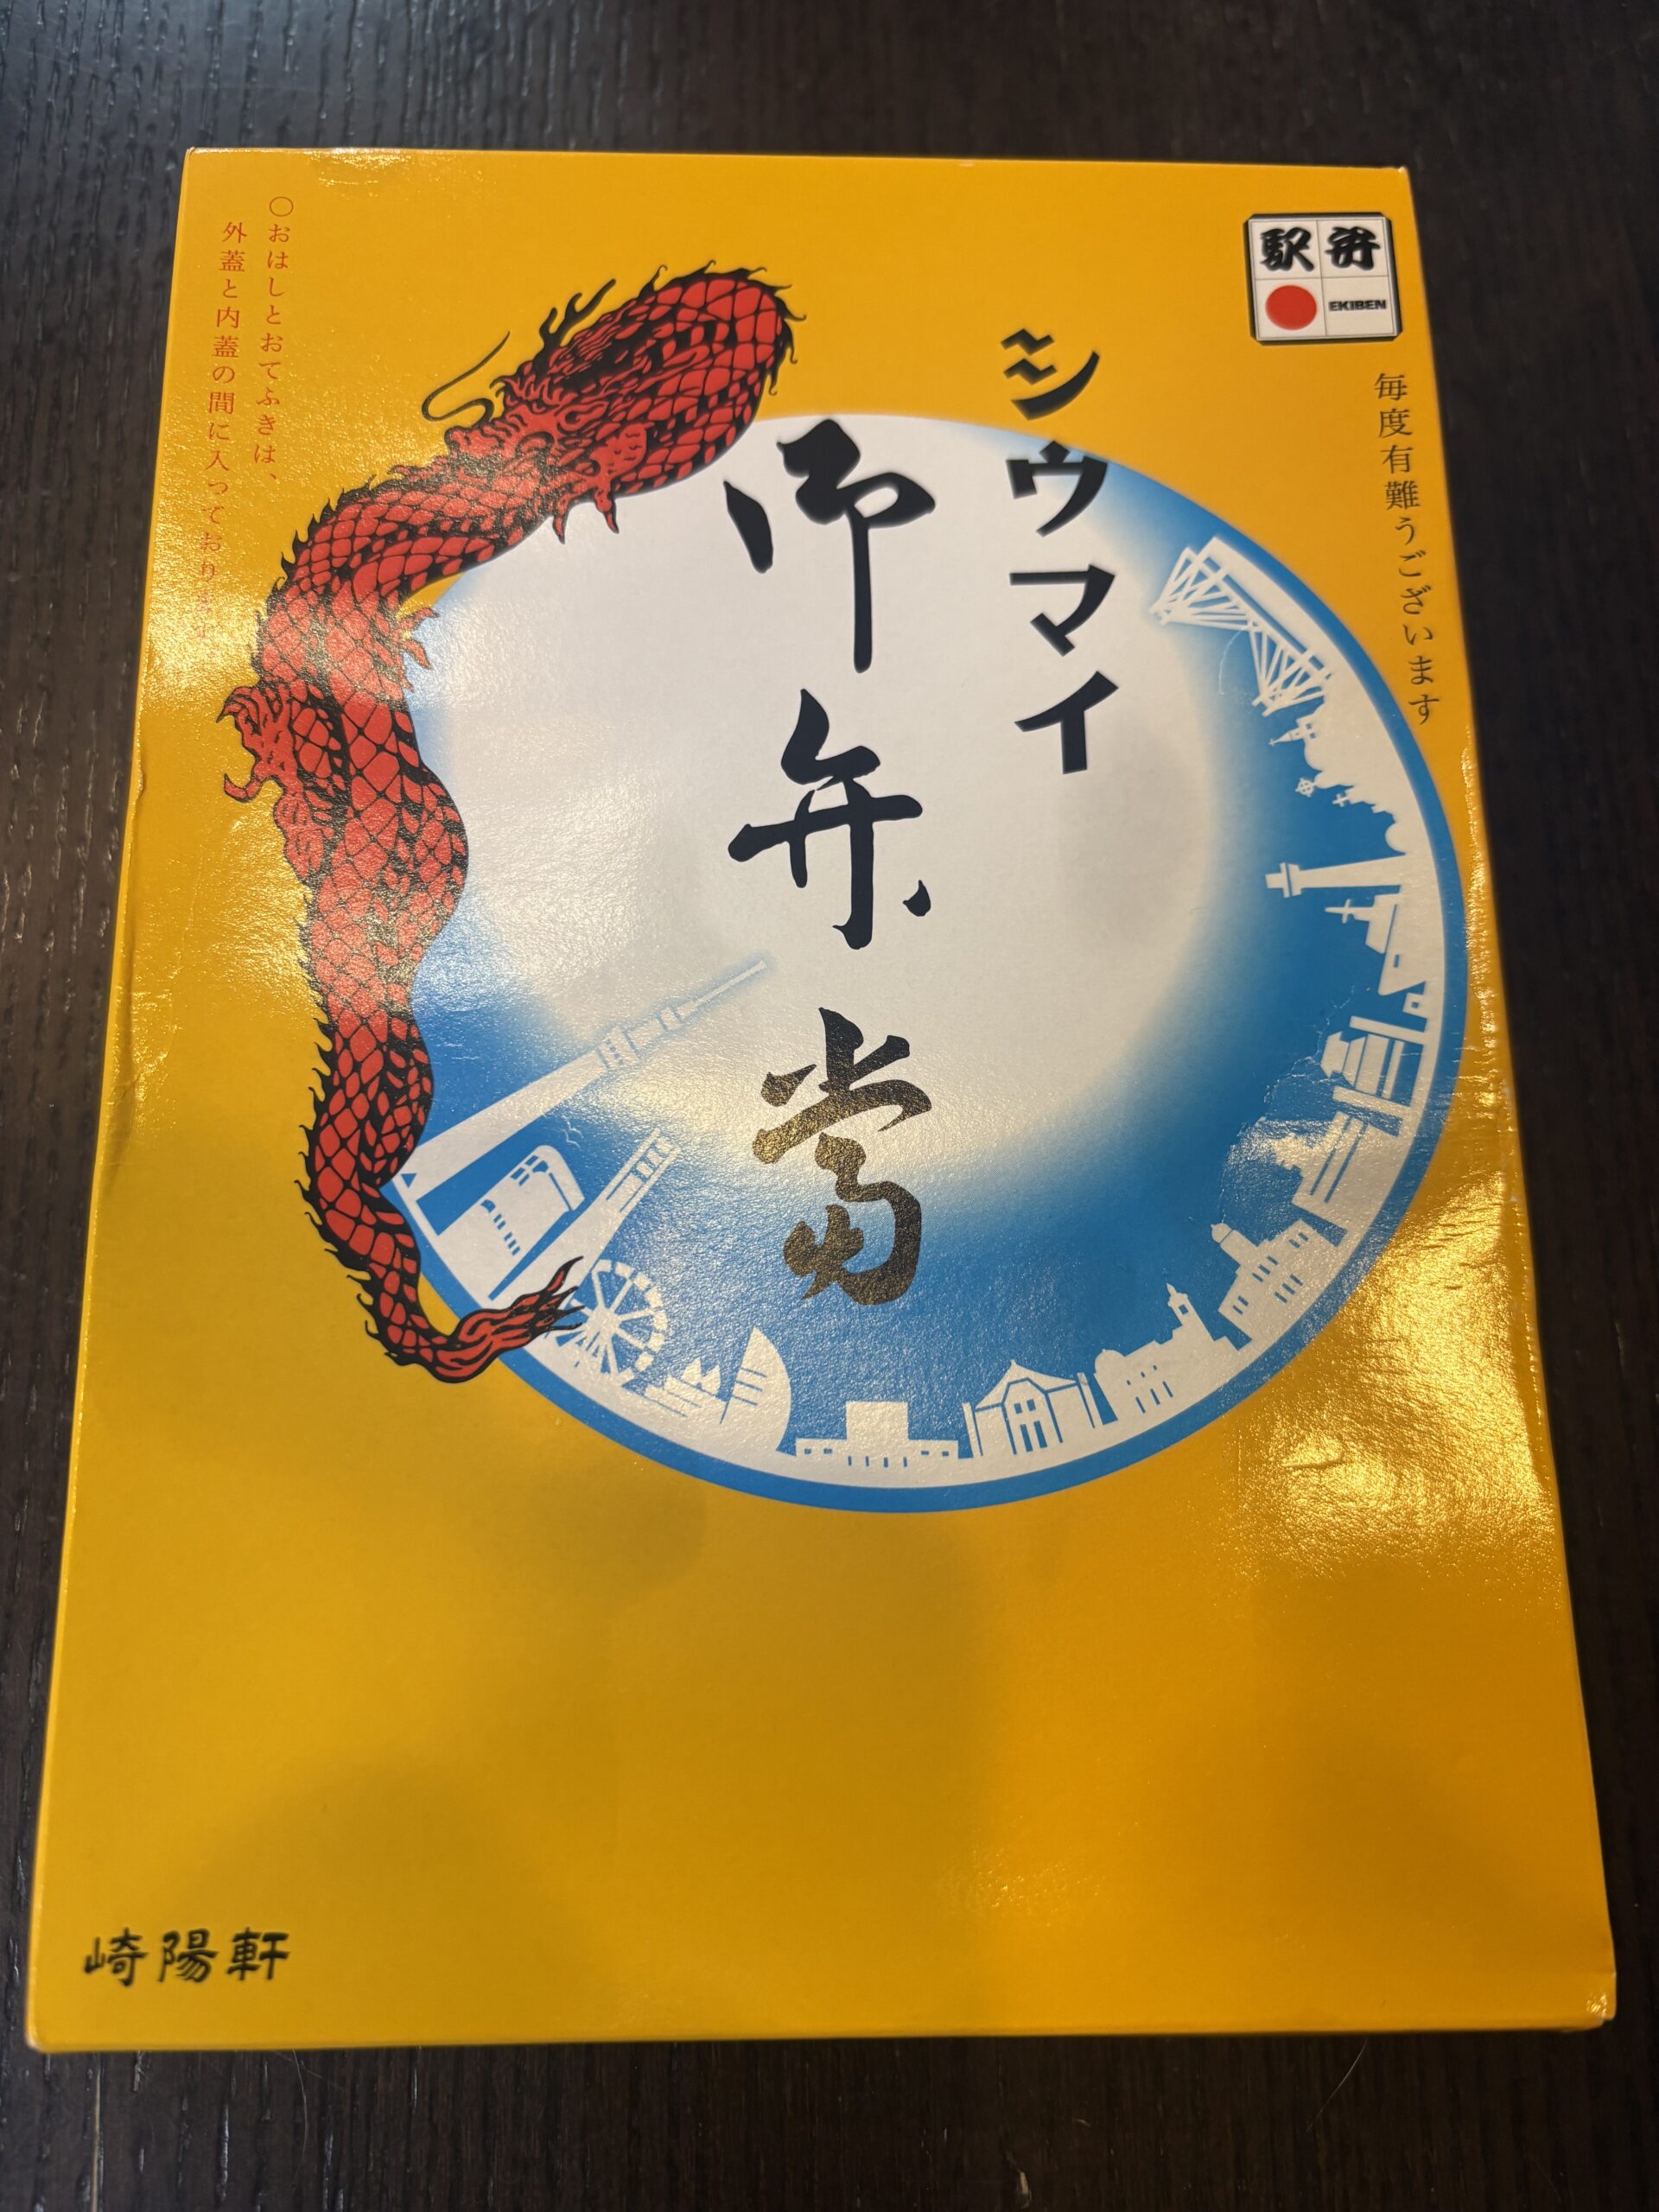 駅弁
EKIBEN
毎度有難うございます
シウマイ
御弁当
〇おはしとおてふきは、
外蓋と内蓋の間に入っております。
崎陽軒